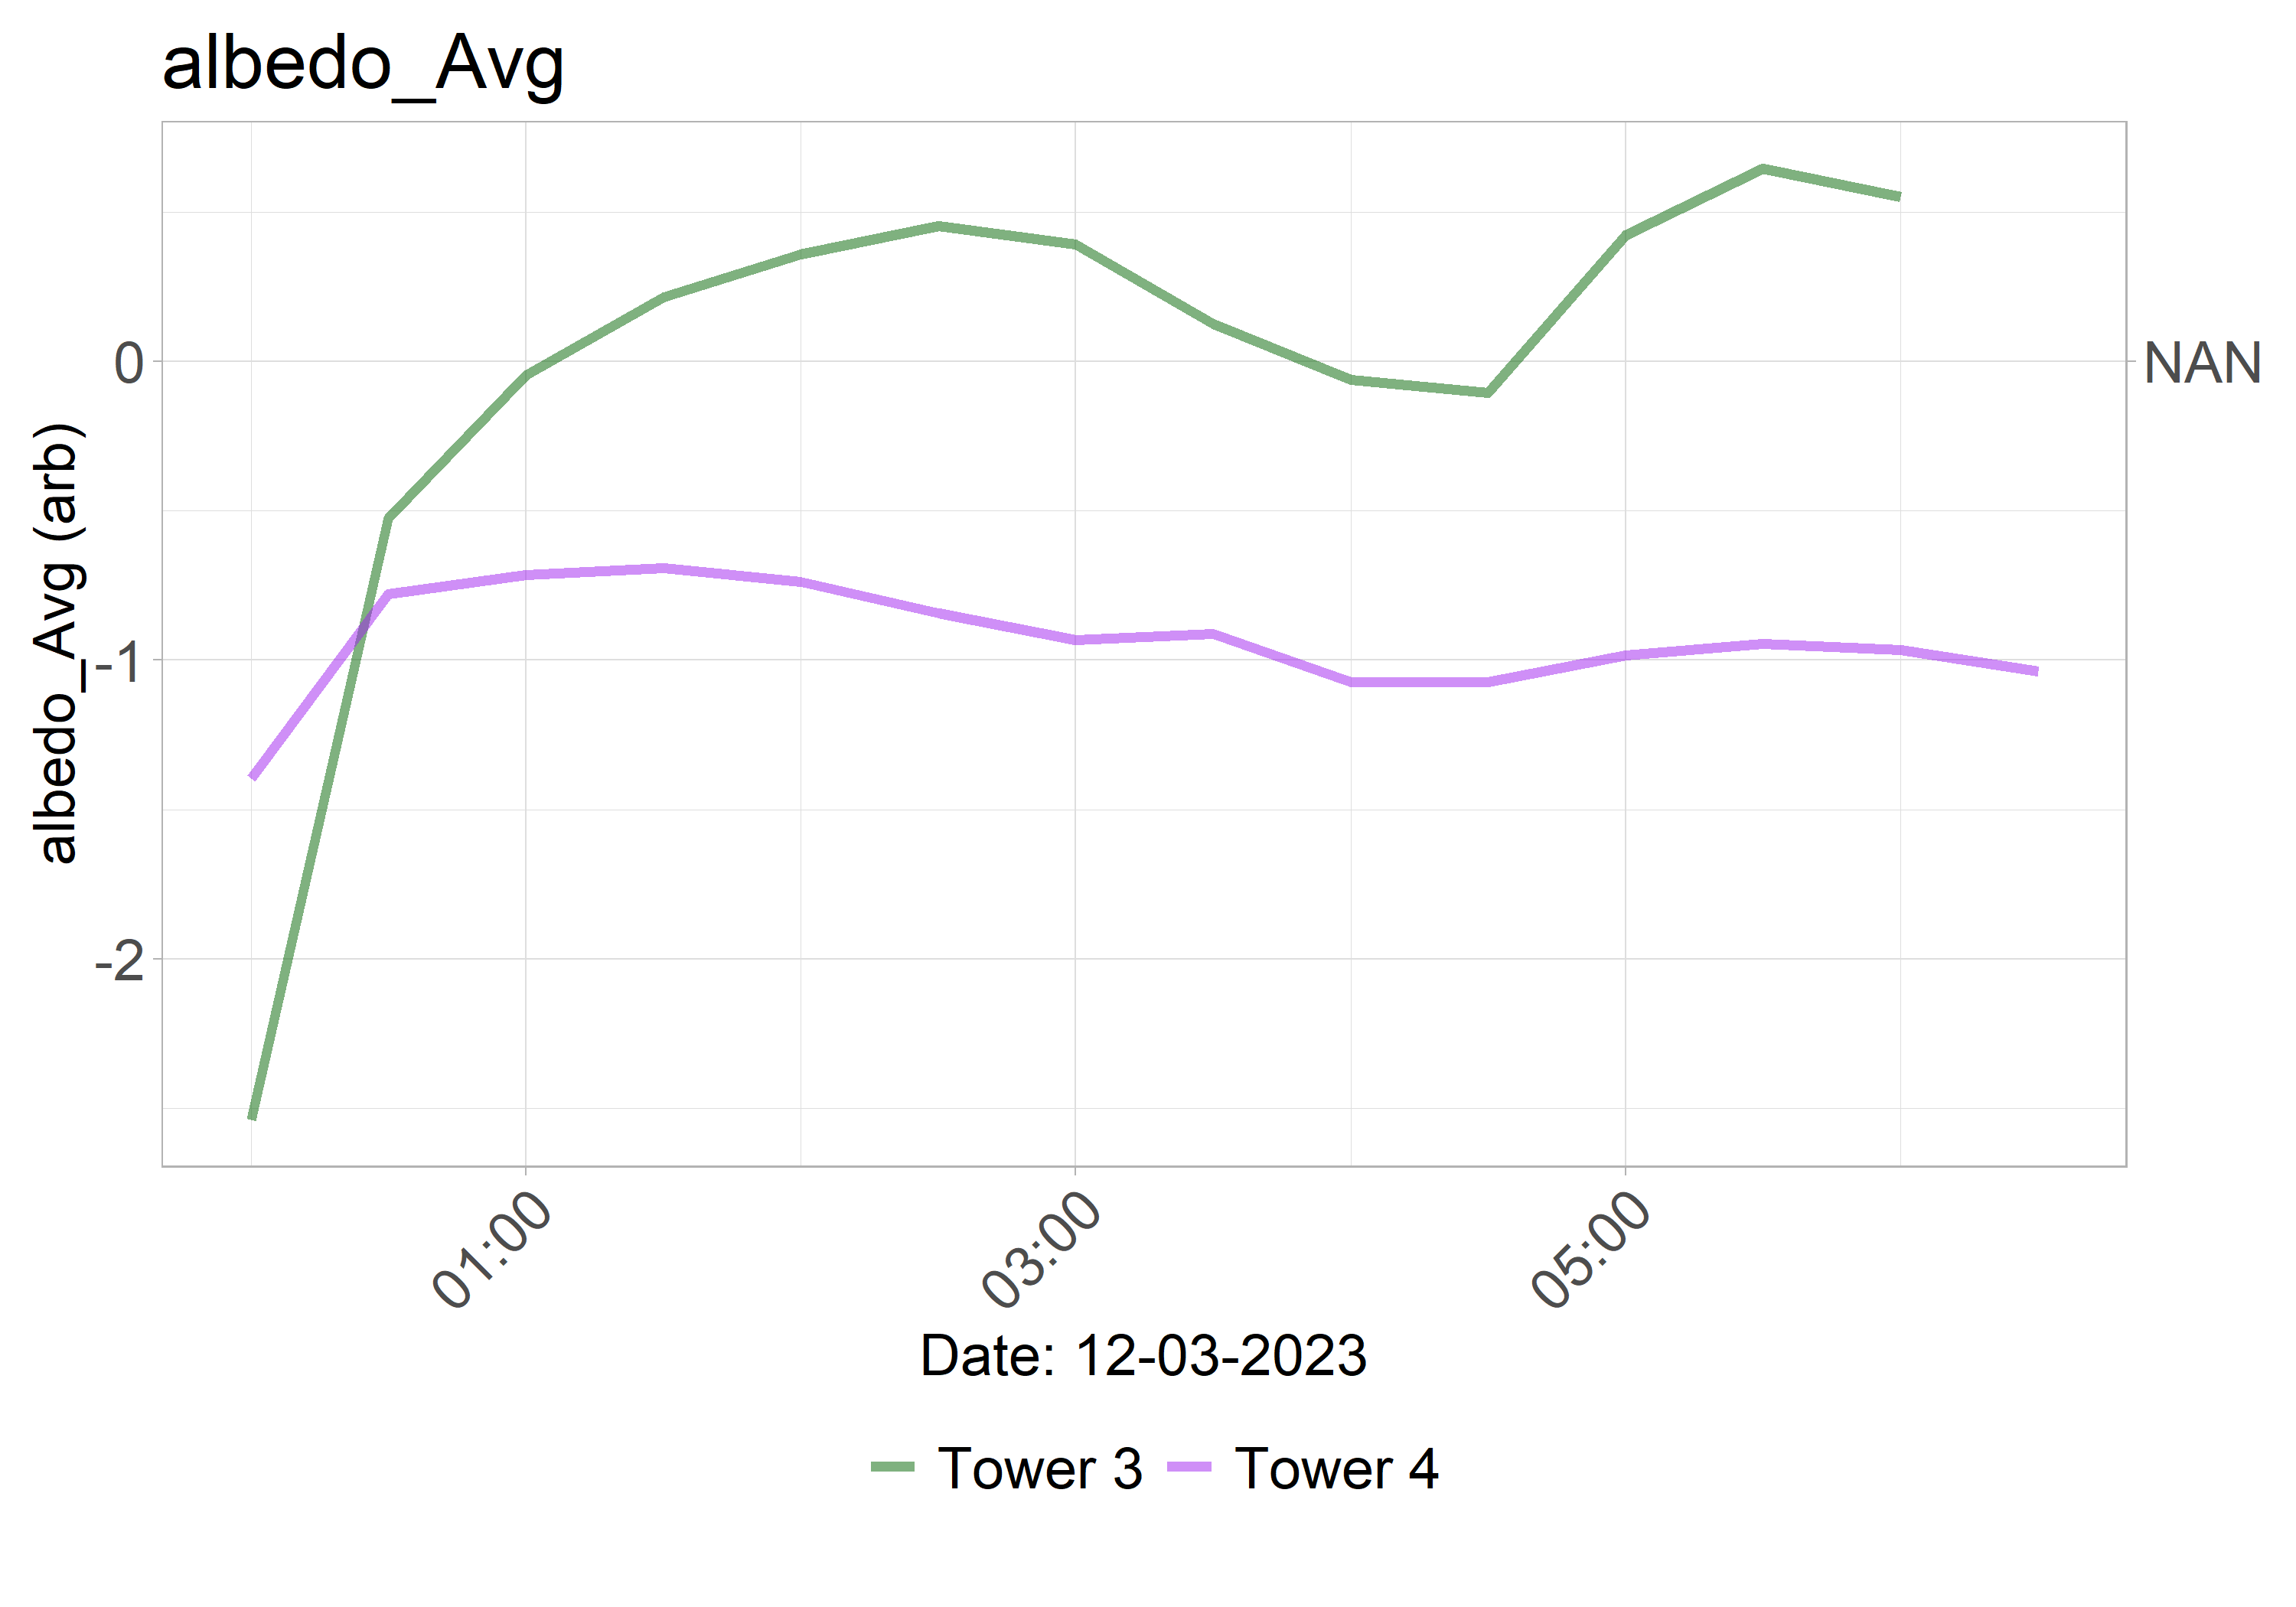 albedo_Avg
albedo_Avg (arb)
0
-1
-2
NAN
01:00
03:00
05:00
Date: 12-03-2023
Tower 3
Tower 4